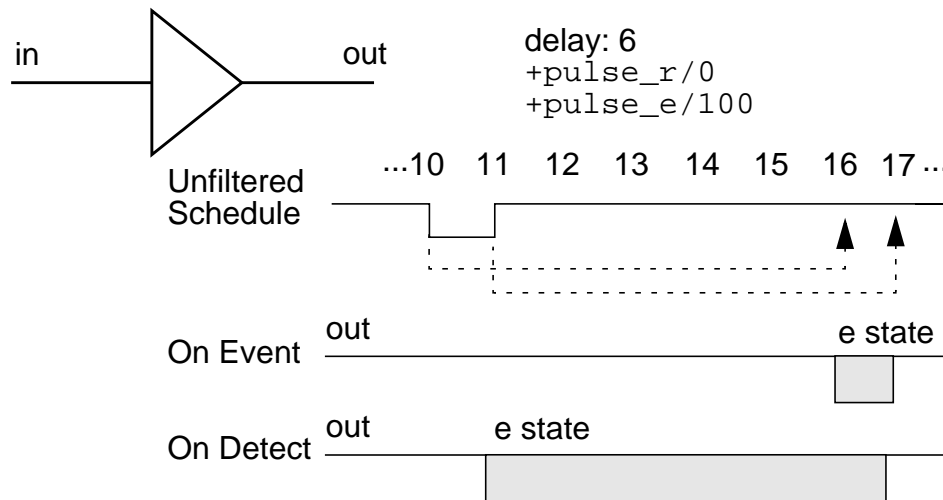 in
out
delay: 6
+pulse_r/0
+pulse_e/100
...10 11 12 13 14 15 16 17 ...
Unfiltered
Schedule
out
On Event
e state
out
On Detect
e state